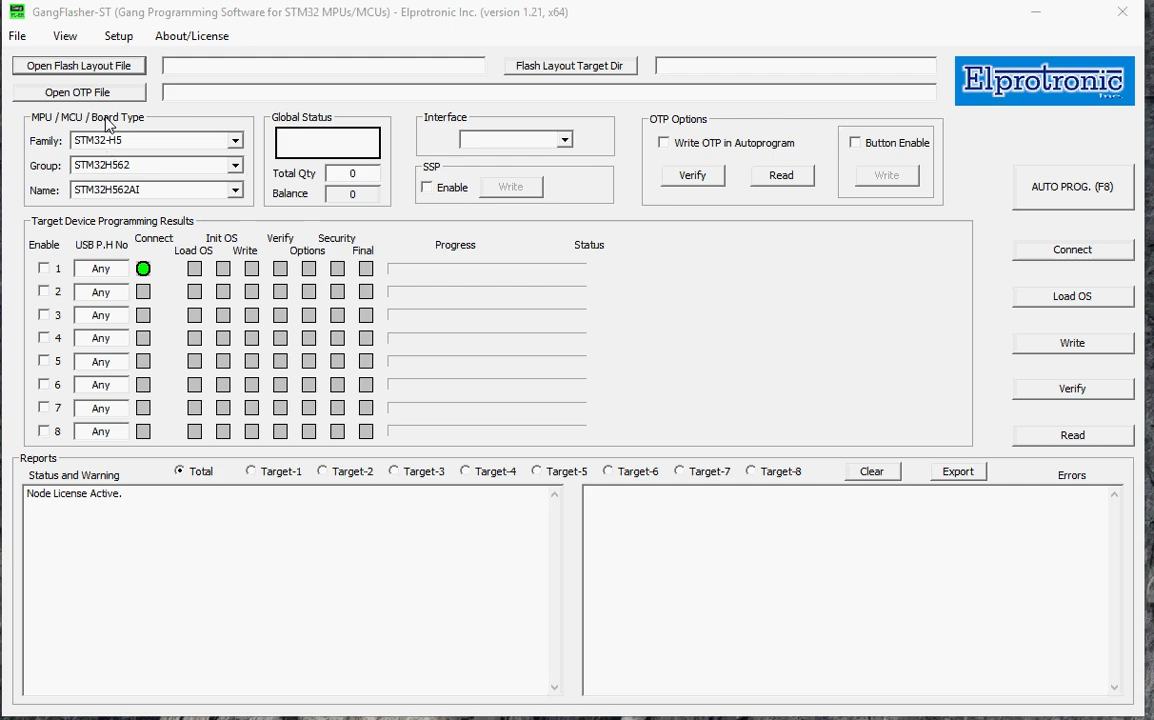 GangFlasher-ST (Gang Programming Software for STM32 MPUs/MCUs) - Elprotronic Inc. (version 1.21, x64)
File View Setup About/License
Open Flash Layout File Flash Layout Target Dir
Elprotronic Inc.
Open OTP File
MPU / MCU / Board Type Global Status Interface OTP Options
Family: STM32-H5 Write OTP in Autoprogram Button Enable
Group: STM32H562 Total Qty 0 SSP Verify Read Write
Name: STM32H562AI Balance 0 Enable Write AUTO PROG. (F8)
Target Device Programming Results
Enable USB P.H No Connect Load OS Init OS Write Verify Options Security Final Progress Status
1 Any Connect
2 Any
Load OS
3 Any
4 Any Write
5 Any
6 Any Verify
7 Any
8 Any Read
Reports
Status and Warning Total Target-1 Target-2 Target-3 Target-4 Target-5 Target-6 Target-7 Target-8 Clear Export Errors
Node License Active.